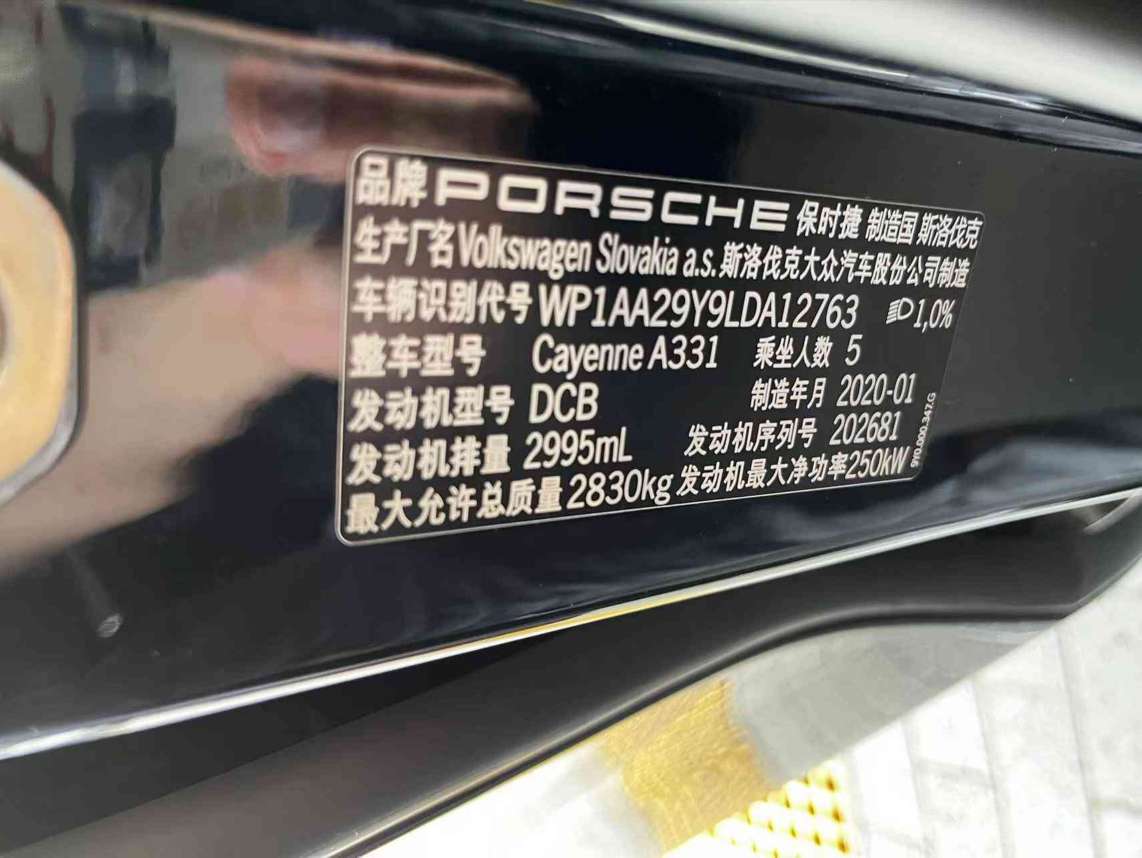 品牌 PORSCHE 保时捷 制造国 斯洛伐克
生产厂名 Volkswagen Slovakia a.s. 斯洛伐克大众汽车股份公司制造
车辆识别代号 WP1AA29Y9LDA12763 1,0%
整车型号 Cayenne A331 乘坐人数 5
发动机型号 DCB 制造年月 2020-01
发动机排量 2995mL 发动机序列号 202681
最大允许总质量 2830kg 发动机最大净功率 250kW
9Y0.000.347.G